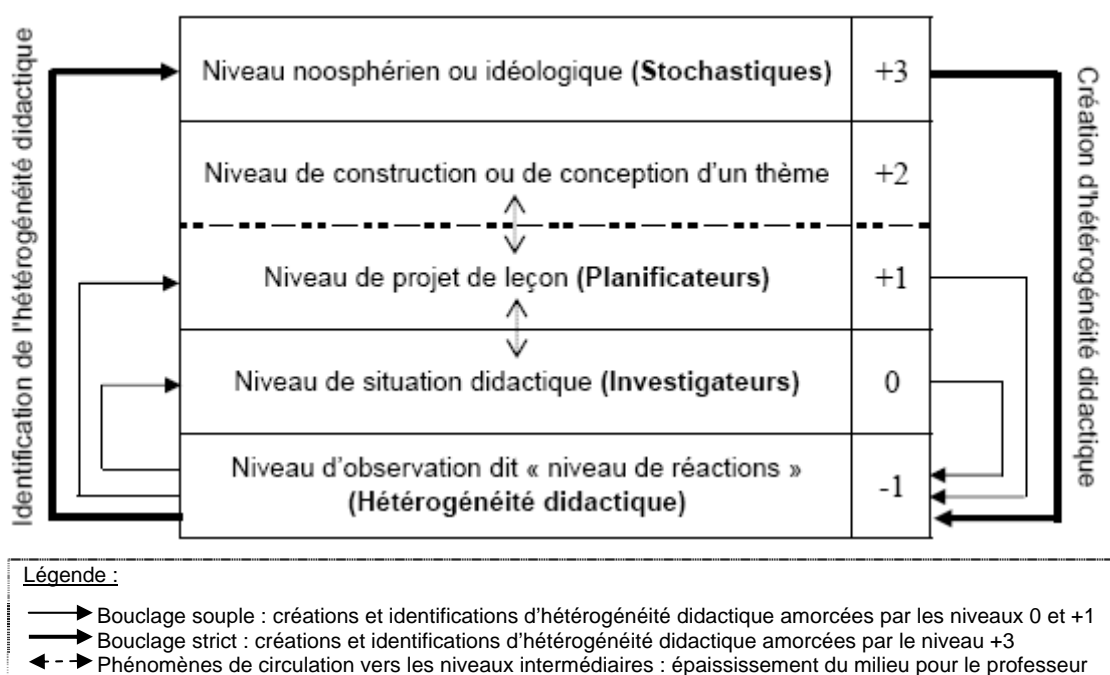 Identification de l'hétérogénéité didactique
Niveau noosphérien ou idéologique (Stochastiques) +3
Niveau de construction ou de conception d'un thème +2
Niveau de projet de leçon (Planificateurs) +1
Niveau de situation didactique (Investigateurs) 0
Niveau d'observation dit « niveau de réactions »
(Hétérogénéité didactique) -1
Création d'hétérogénéité didactique
Légende :
Bouclage souple : créations et identifications d'hétérogénéité didactique amorcées par les niveaux 0 et +1
Bouclage strict : créations et identifications d'hétérogénéité didactique amorcées par le niveau +3
Phénomènes de circulation vers les niveaux intermédiaires : épaississement du milieu pour le professeur